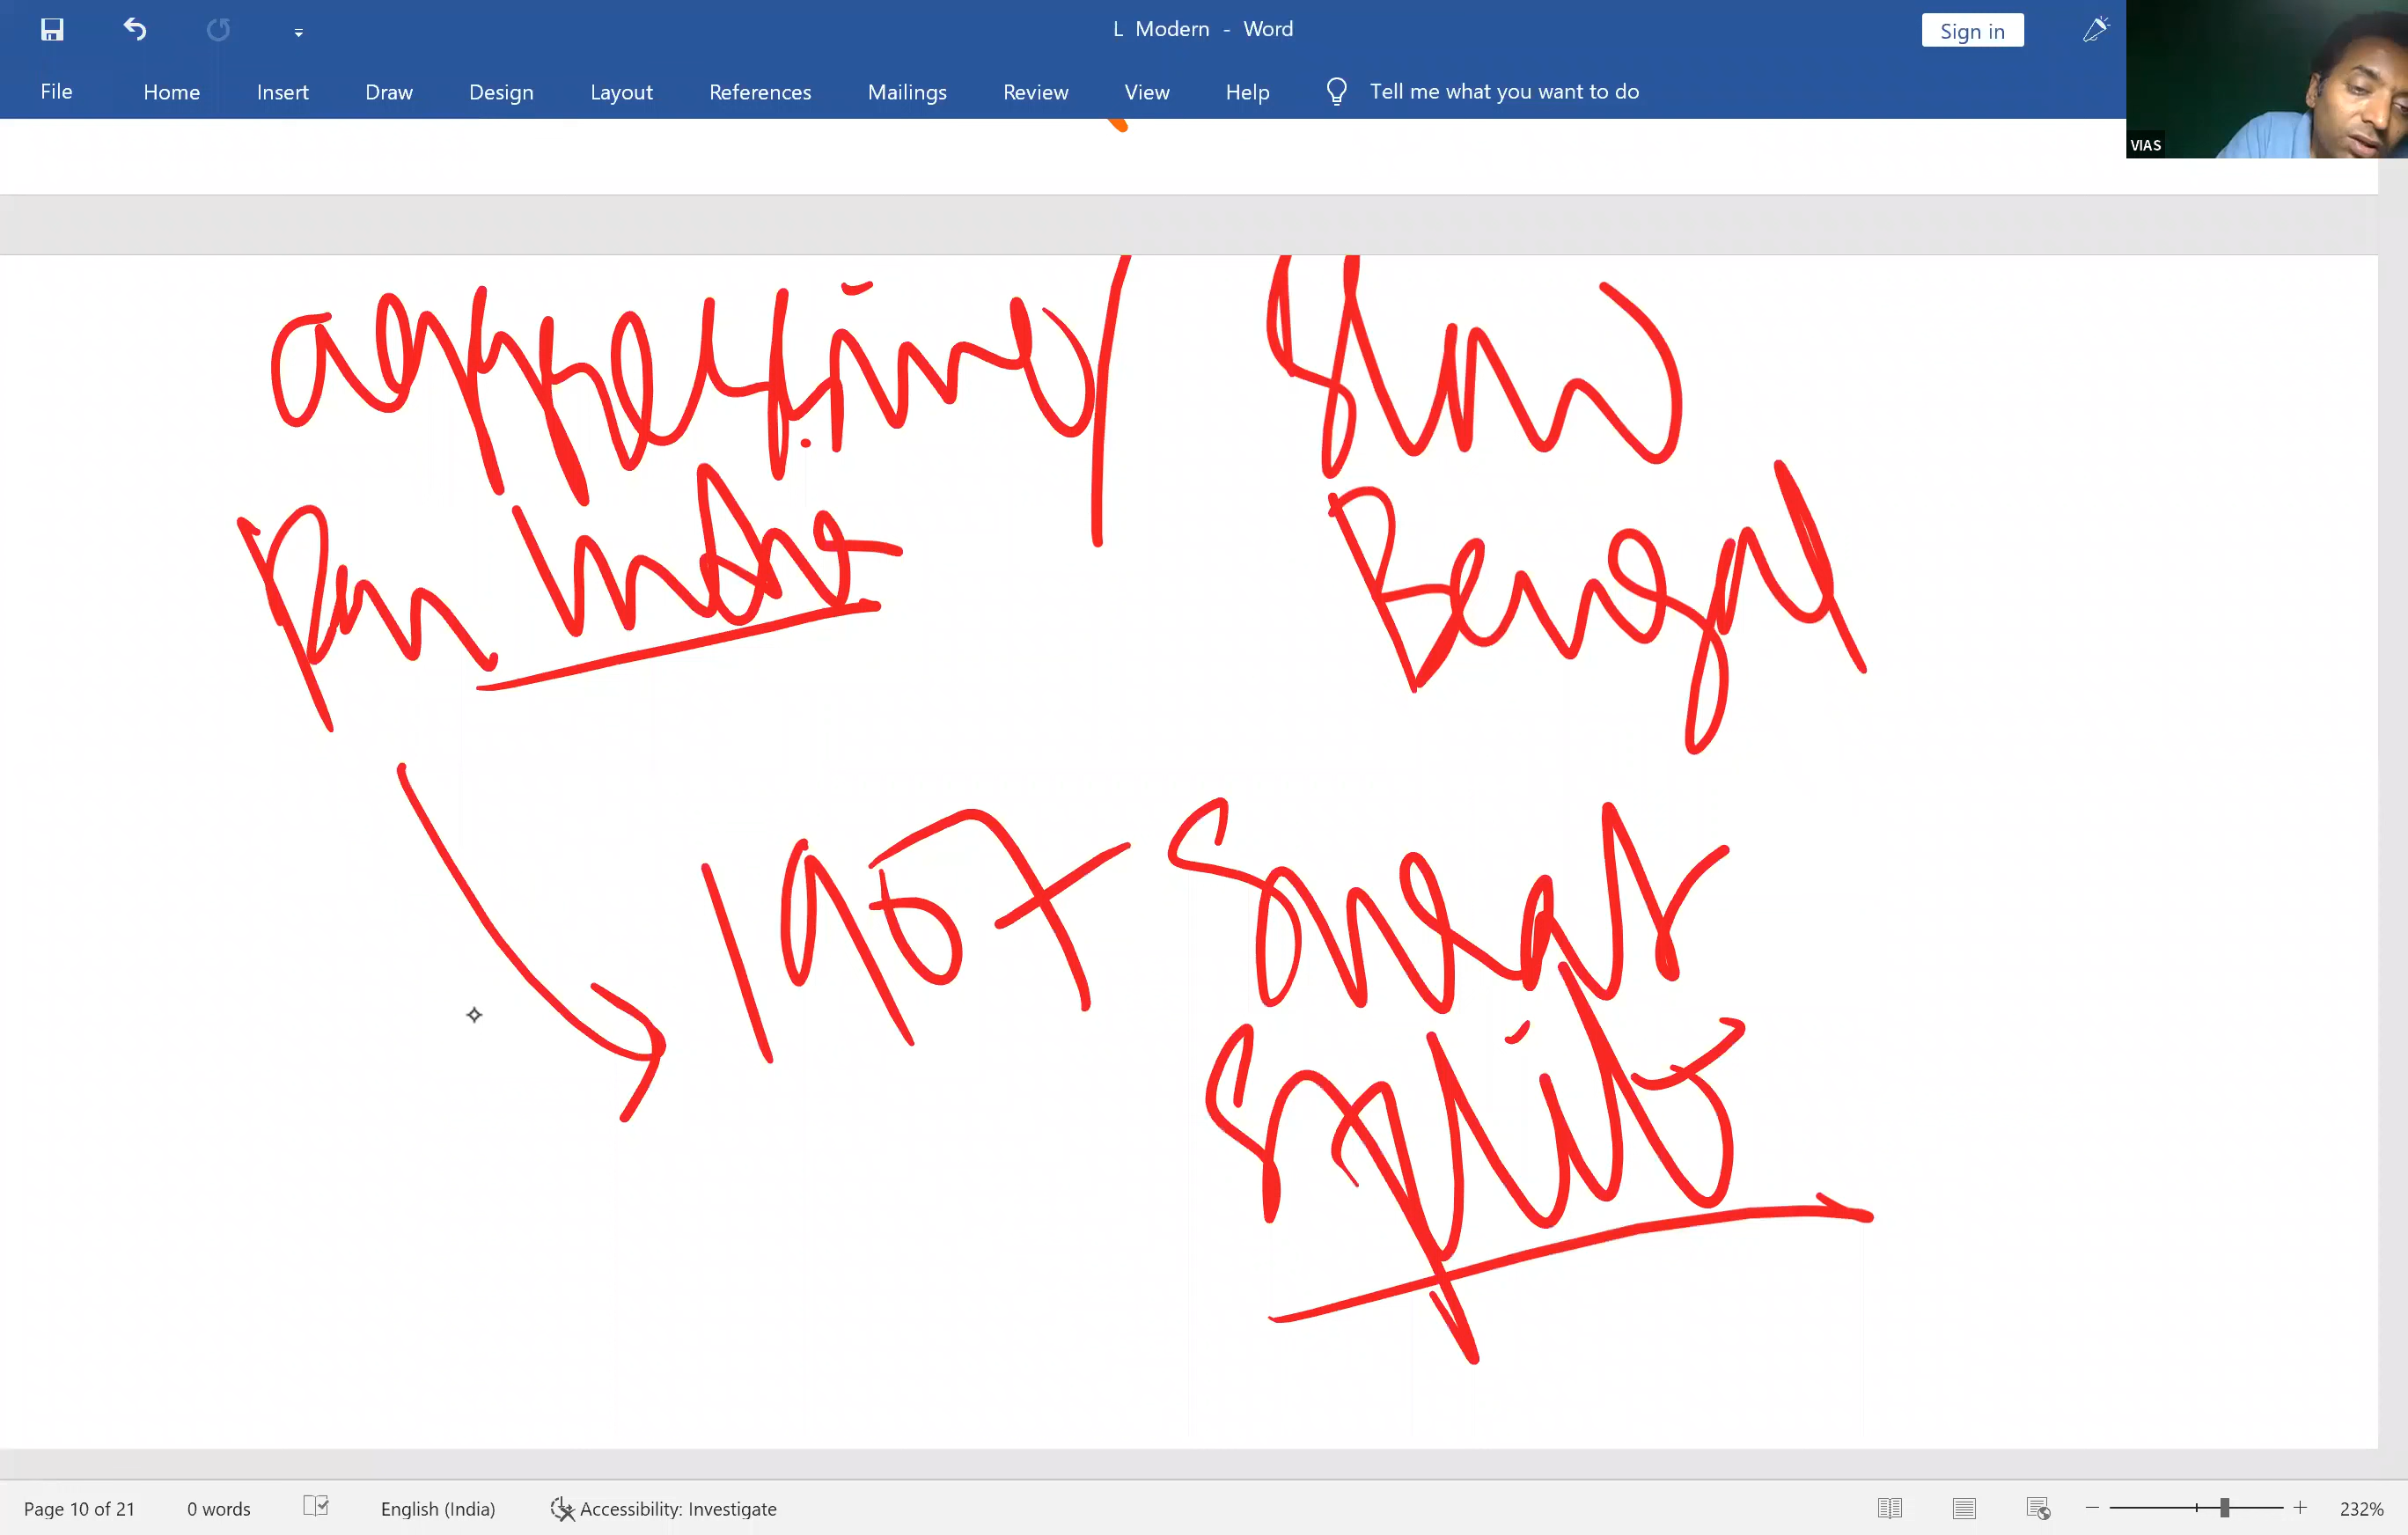 L Modern - Word
Sign in
File Home Insert Draw Design Layout References Mailings Review View Help Tell me what you want to do
VIAS
aggressive / Slow
Pan India Bengal
1907 Surat
Split
Page 10 of 21 0 words English (India) Accessibility: Investigate 232%